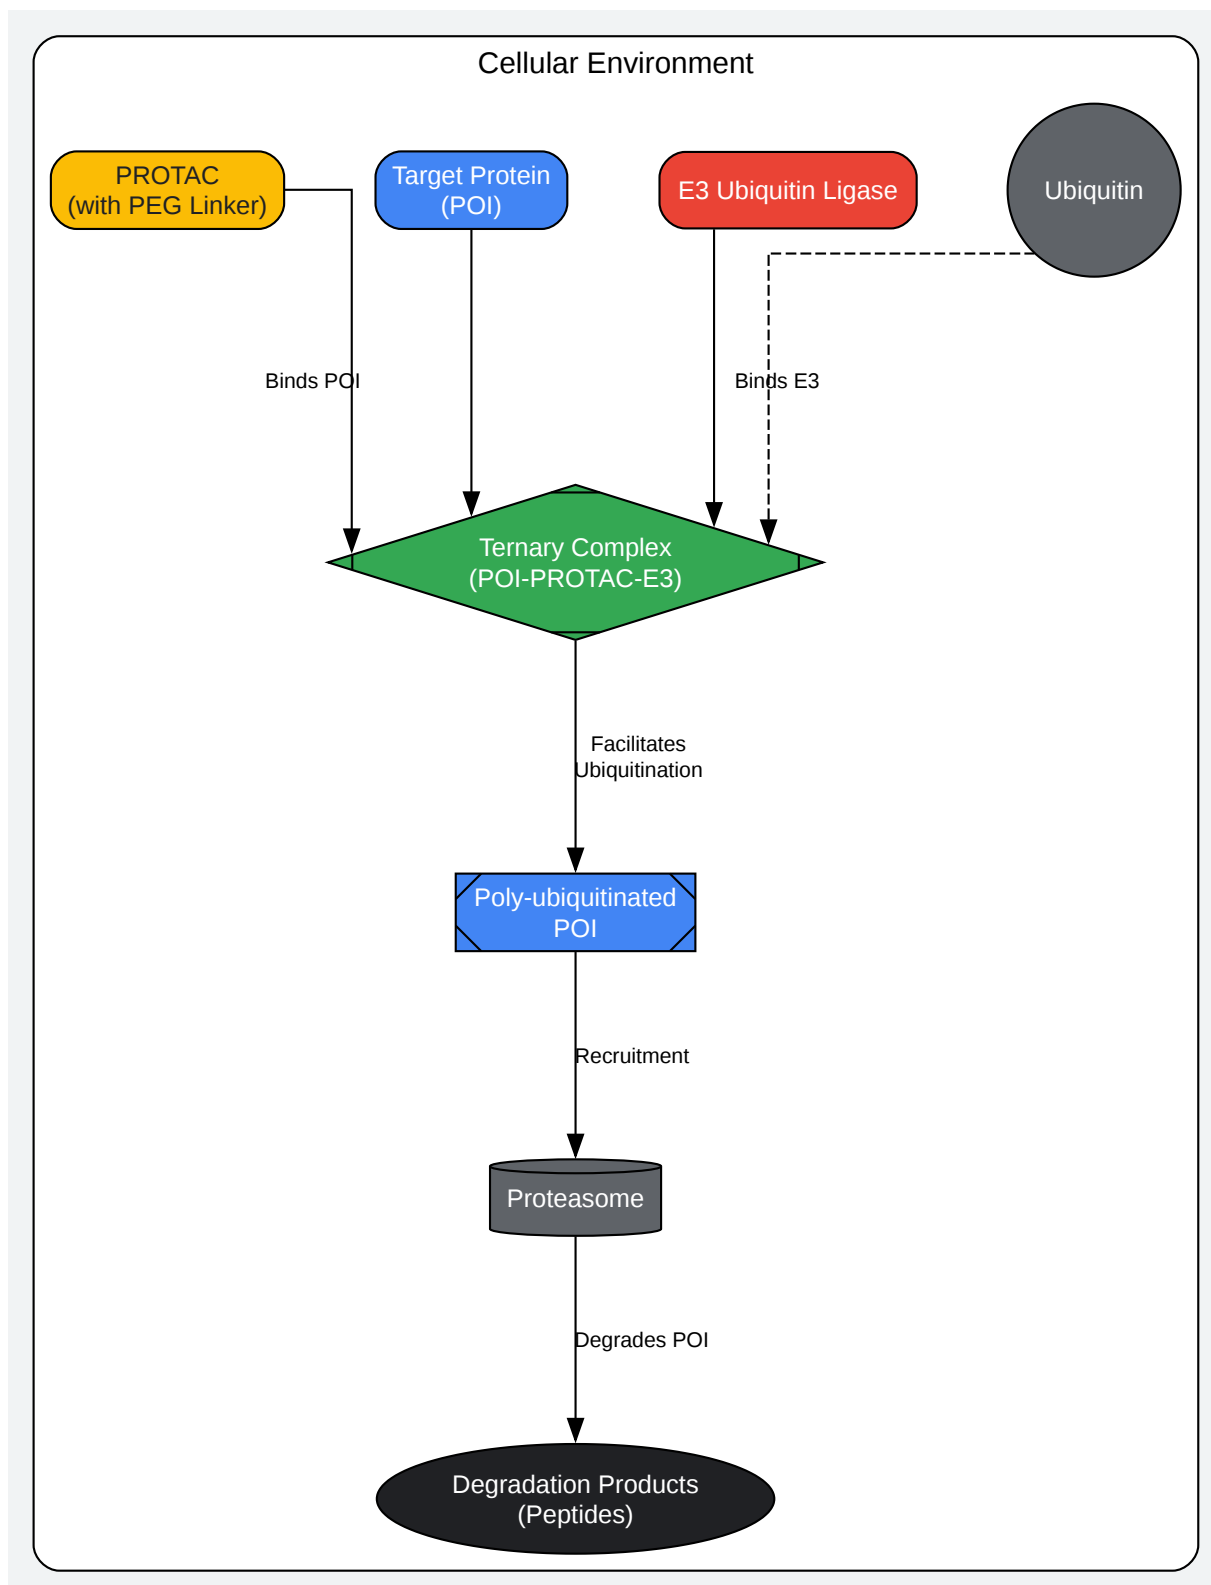 Cellular Environment
PROTAC
(with PEG Linker)
Target Protein
(POI)
E3 Ubiquitin Ligase
Ubiquitin
Binds POI
Binds E3
Ternary Complex
(POI-PROTAC-E3)
Facilitates
Ubiquitination
Poly-ubiquitinated
POI
Recruitment
Proteasome
Degrades POI
Degradation Products
(Peptides)